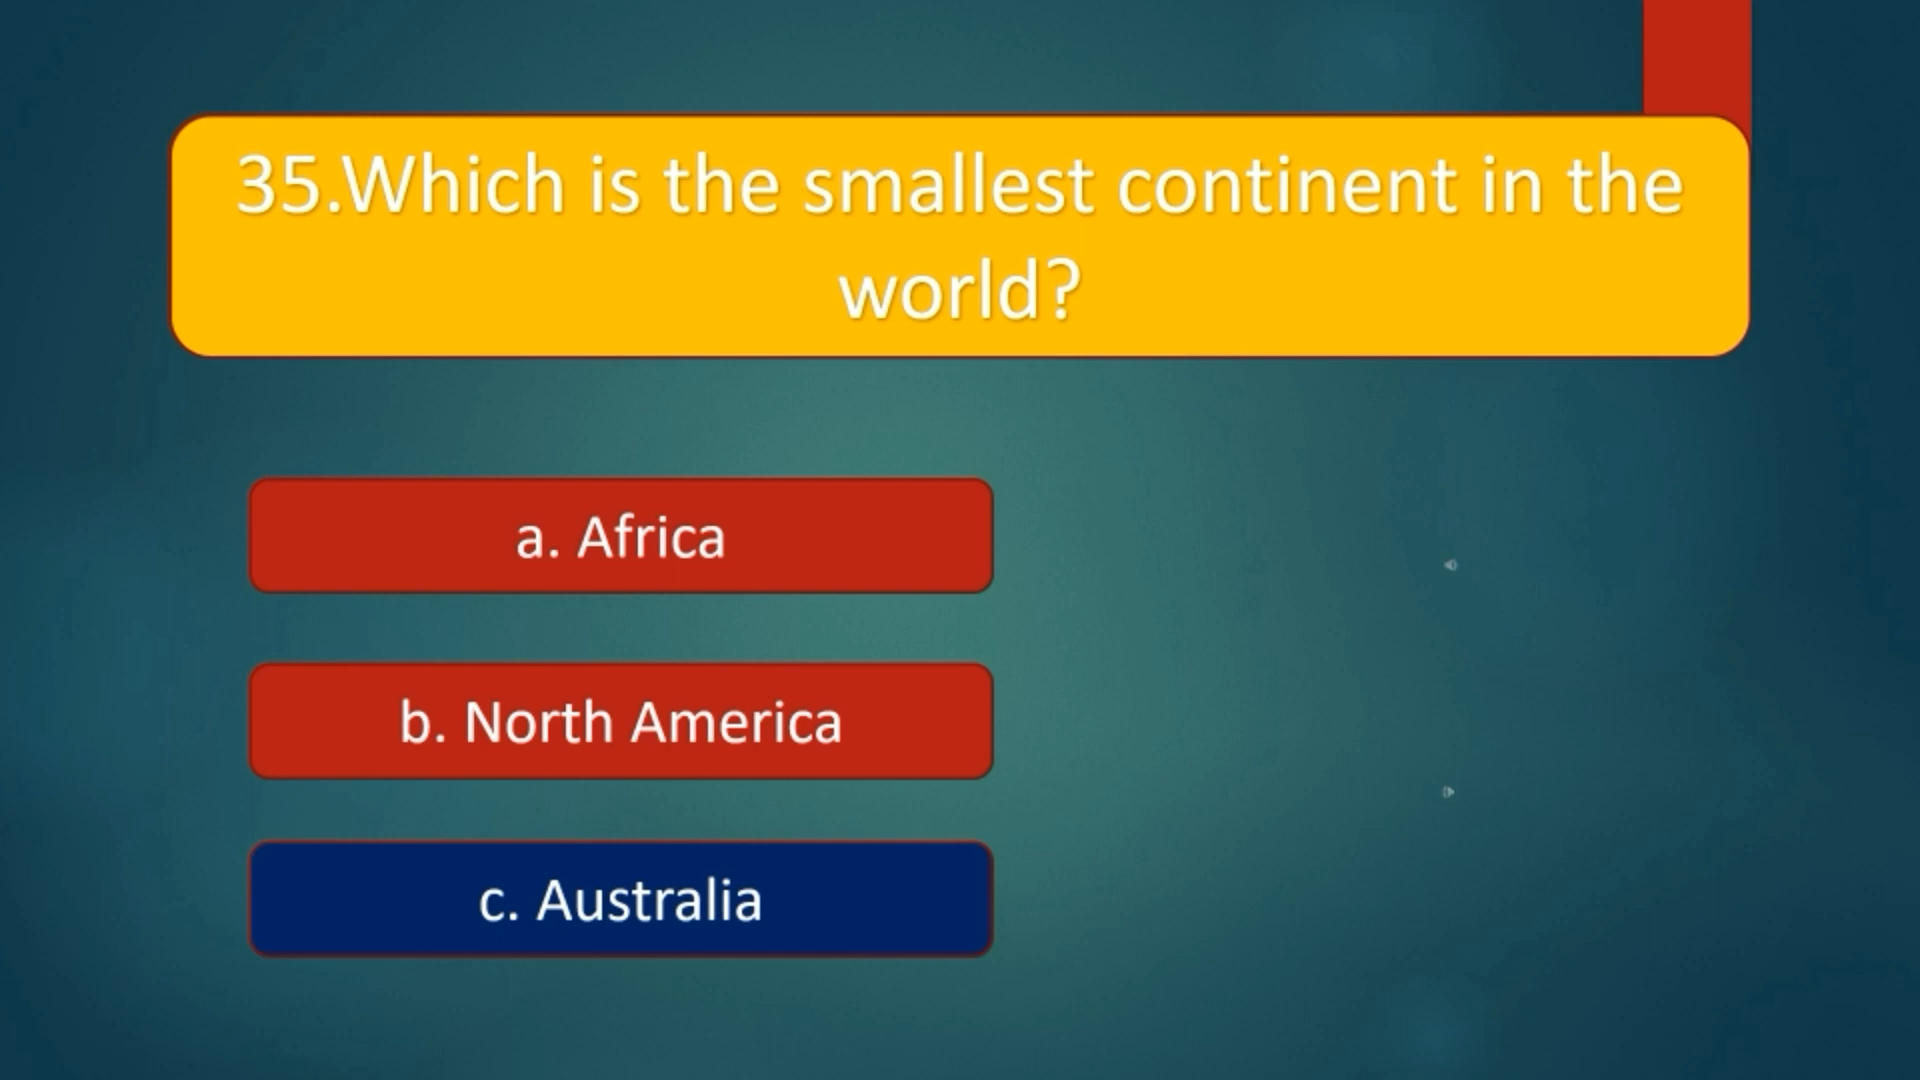 35.Which is the smallest continent in the
world?
a. Africa
b. North America
c. Australia